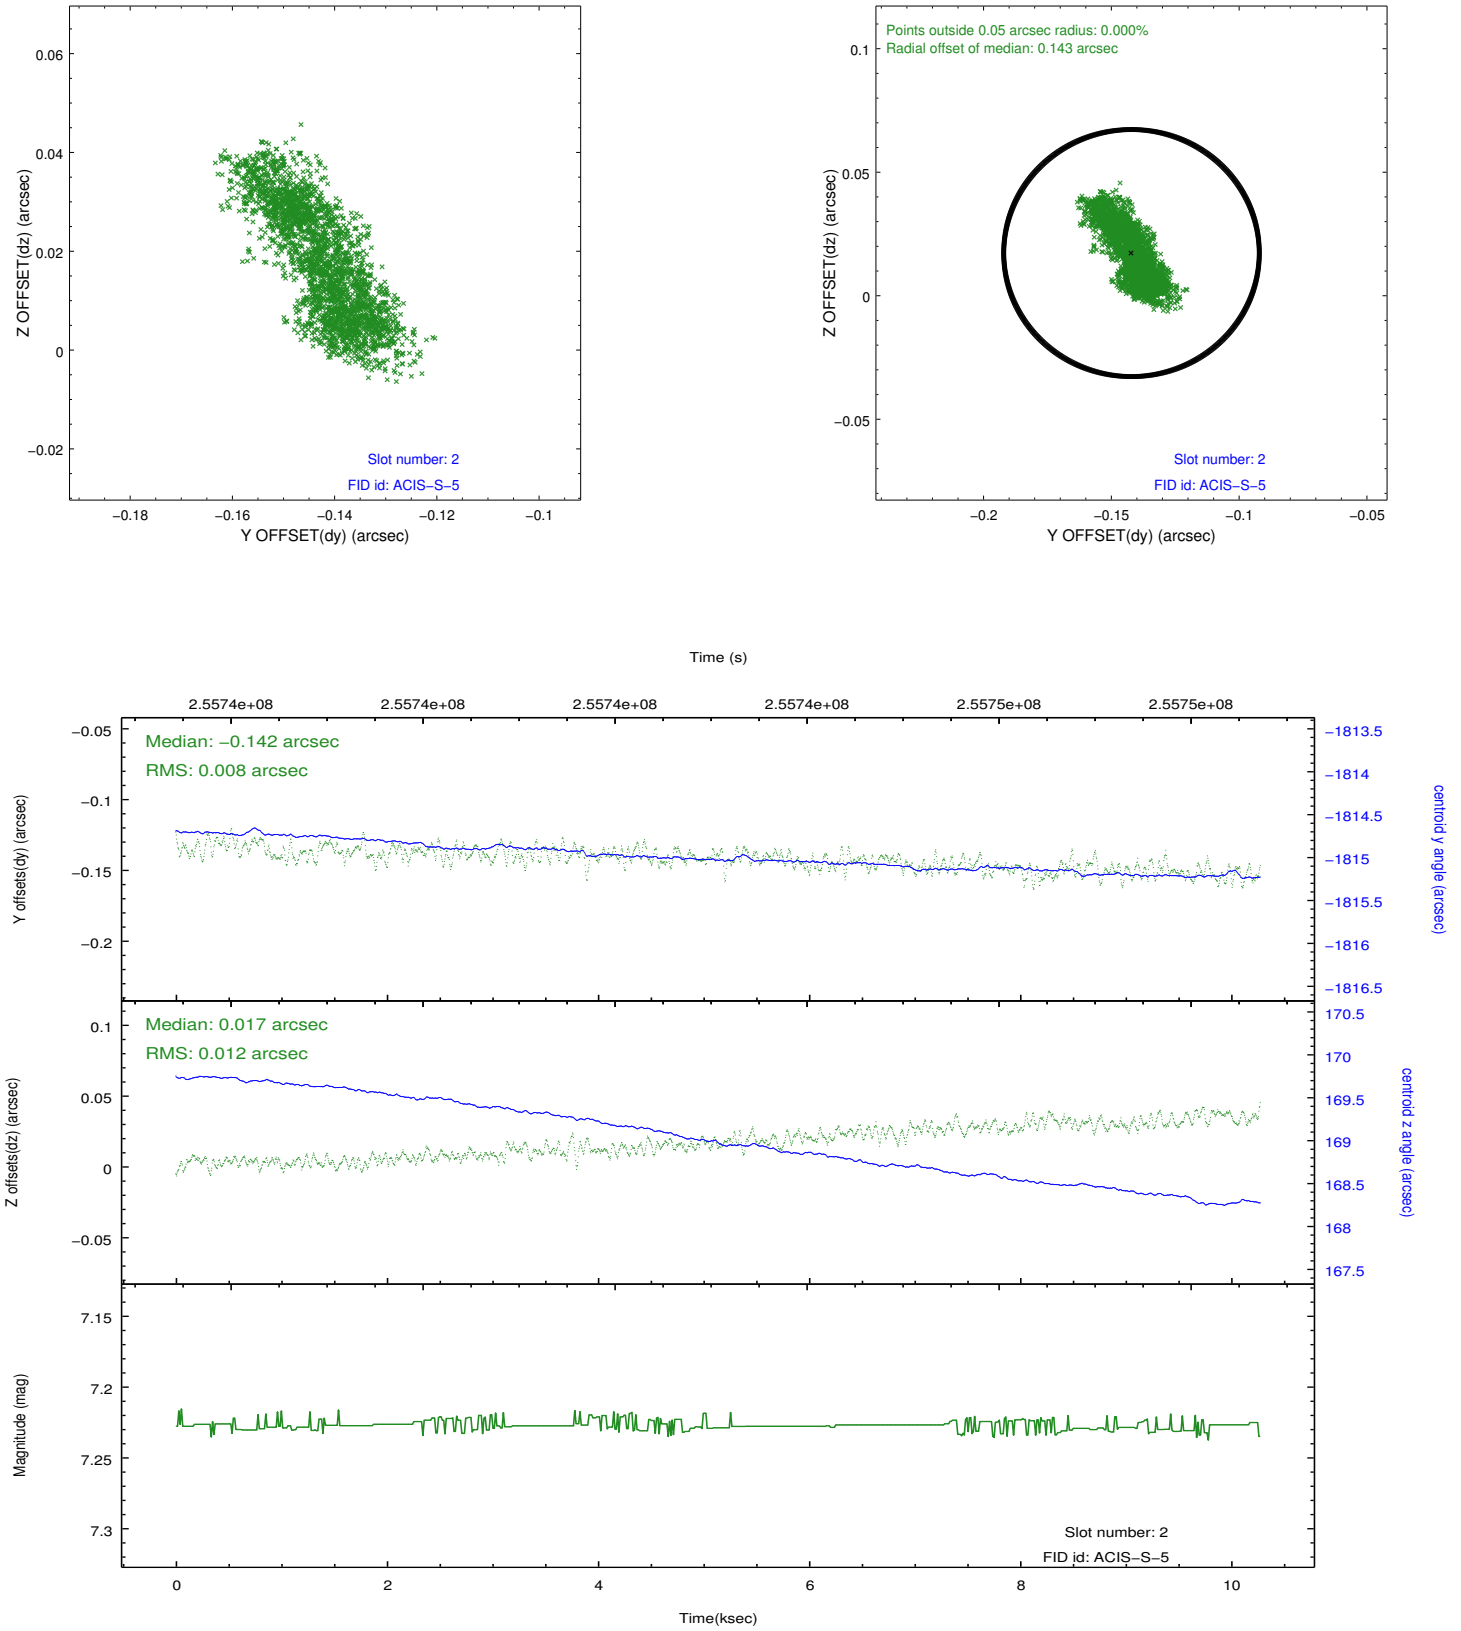 0.06
0.04
0.02
0
−0.02
Z OFFSET(dz) (arcsec)
Slot number: 2
FID id: ACIS−S−5
−0.18
−0.16
−0.14
−0.12
−0.1
Y OFFSET(dy) (arcsec)
Points outside 0.05 arcsec radius: 0.000%
Radial offset of median: 0.143 arcsec
0.1
0.05
0
−0.05
Z OFFSET(dz) (arcsec)
Slot number: 2
FID id: ACIS−S−5
−0.2
−0.15
−0.1
−0.05
Y OFFSET(dy) (arcsec)
Time (s)
2.5574e+08
2.5574e+08
2.5574e+08
2.5574e+08
2.5575e+08
2.5575e+08
Median: −0.142 arcsec
RMS: 0.008 arcsec
−0.05
−0.1
−0.15
−0.2
Y offsets(dy) (arcsec)
−1813.5
−1814
−1814.5
−1815
−1815.5
−1816
−1816.5
centroid y angle (arcsec)
Median: 0.017 arcsec
RMS: 0.012 arcsec
0.1
0.05
0
−0.05
Z offsets(dz) (arcsec)
170.5
170
169.5
169
168.5
168
167.5
centroid z angle (arcsec)
7.15
7.2
7.25
7.3
Magnitude (mag)
Slot number: 2
FID id: ACIS−S−5
0
2
4
6
8
10
Time(ksec)